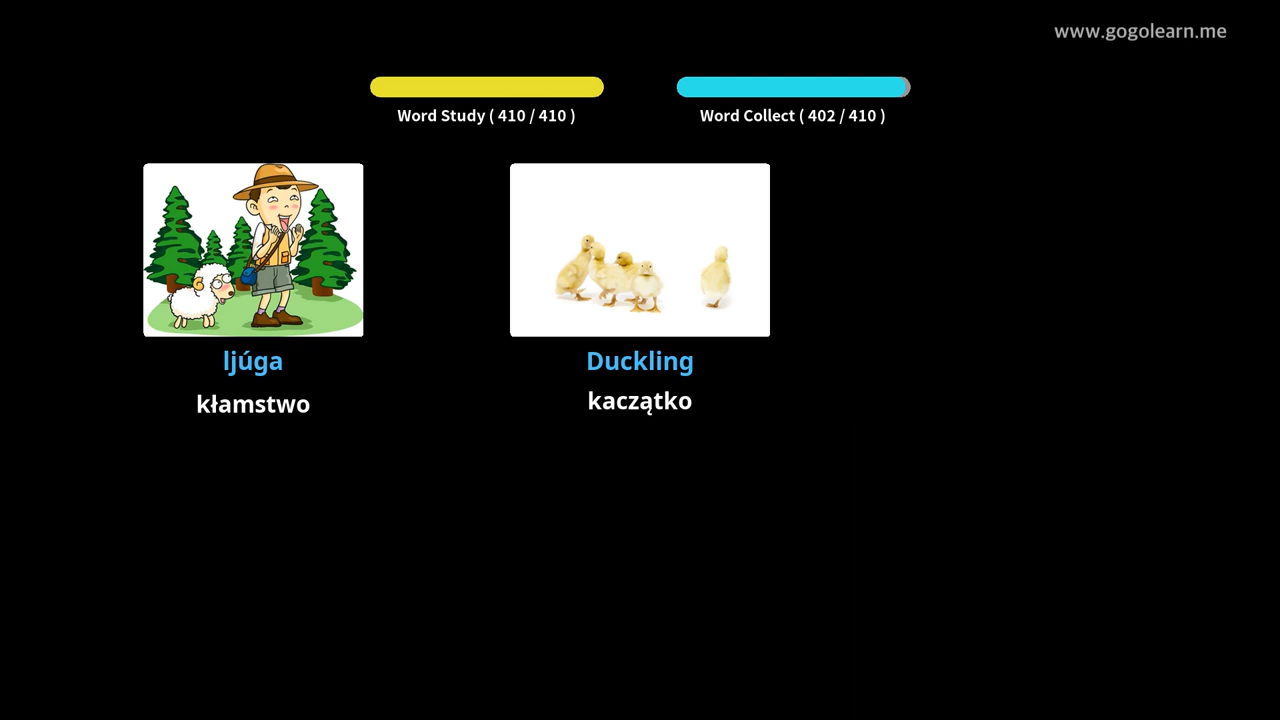 www.gogolearn.me
Word Study ( 410 / 410 )
Word Collect ( 402 / 410 )
ljúga
kłamstwo
Duckling
kaczątko